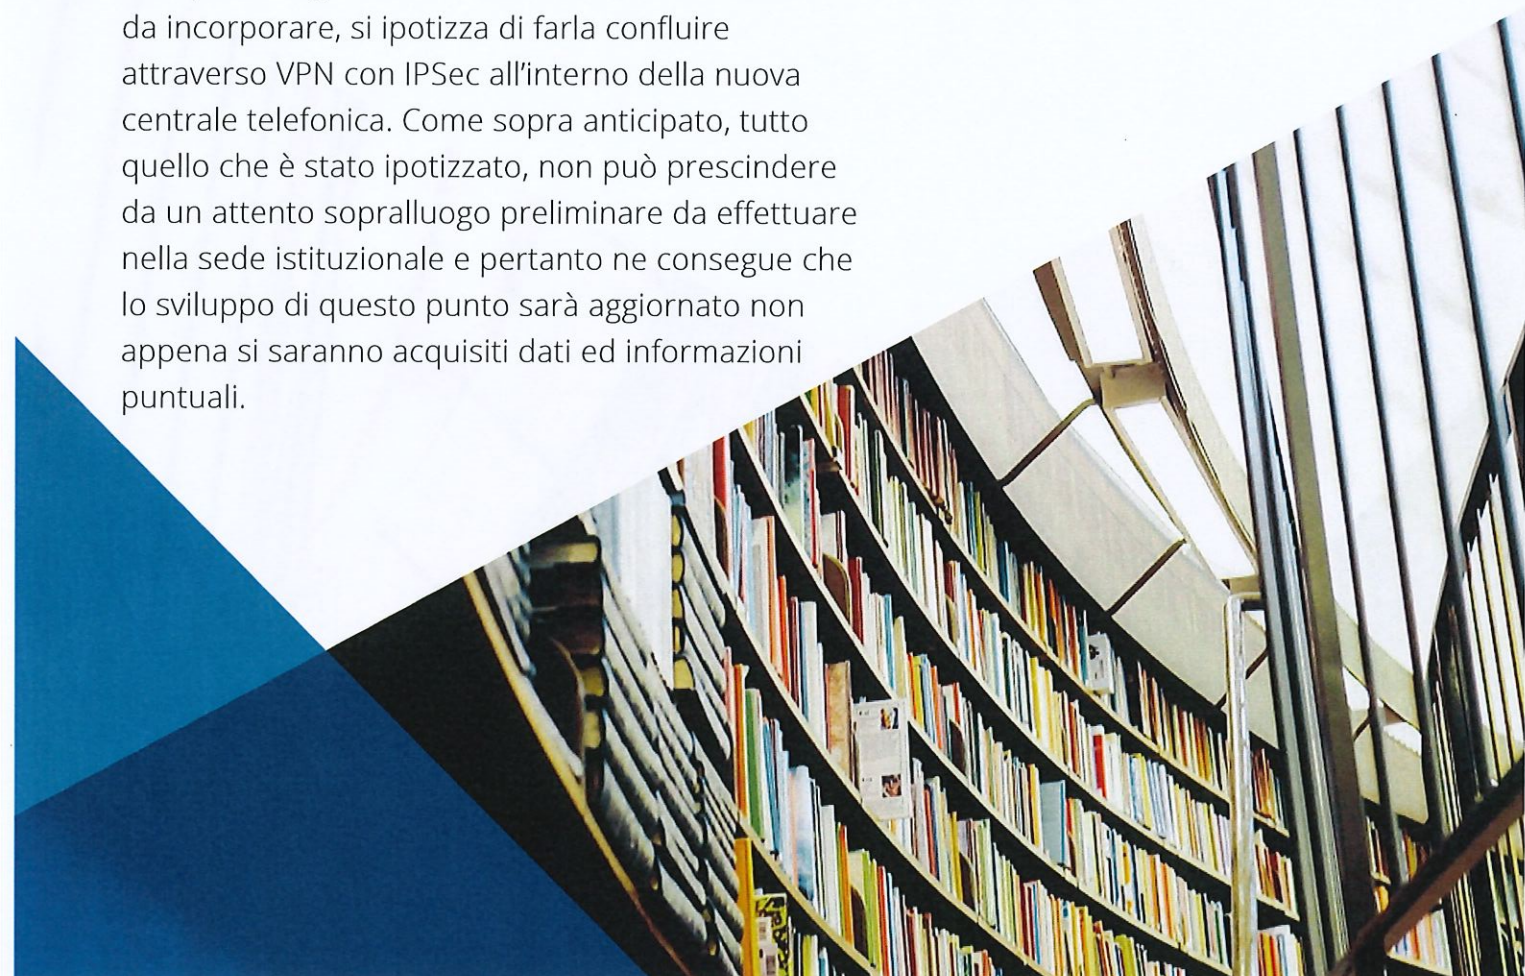 da incorporare, si ipotizza di farla confluire
attraverso VPN con IPSec all’interno della nuova
centrale telefonica. Come sopra anticipato, tutto
quello che è stato ipotizzato, non può prescindere
da un attento sopralluogo preliminare da effettuare
nella sede istituzionale e pertanto ne consegue che
lo sviluppo di questo punto sarà aggiornato non
appena si saranno acquisiti dati ed informazioni
puntuali.